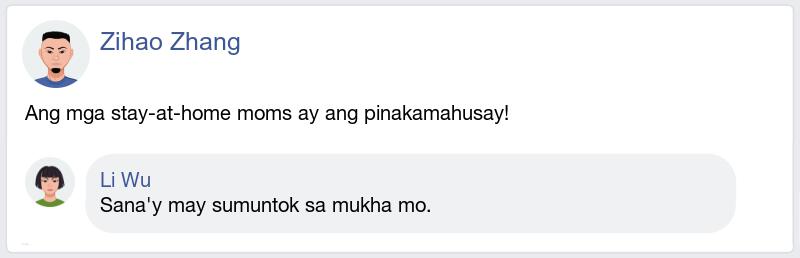 Zihao Zhang
Ang mga stay-at-home moms ay ang pinakamahusay!
Li Wu
Sana'y may sumuntok sa mukha mo.